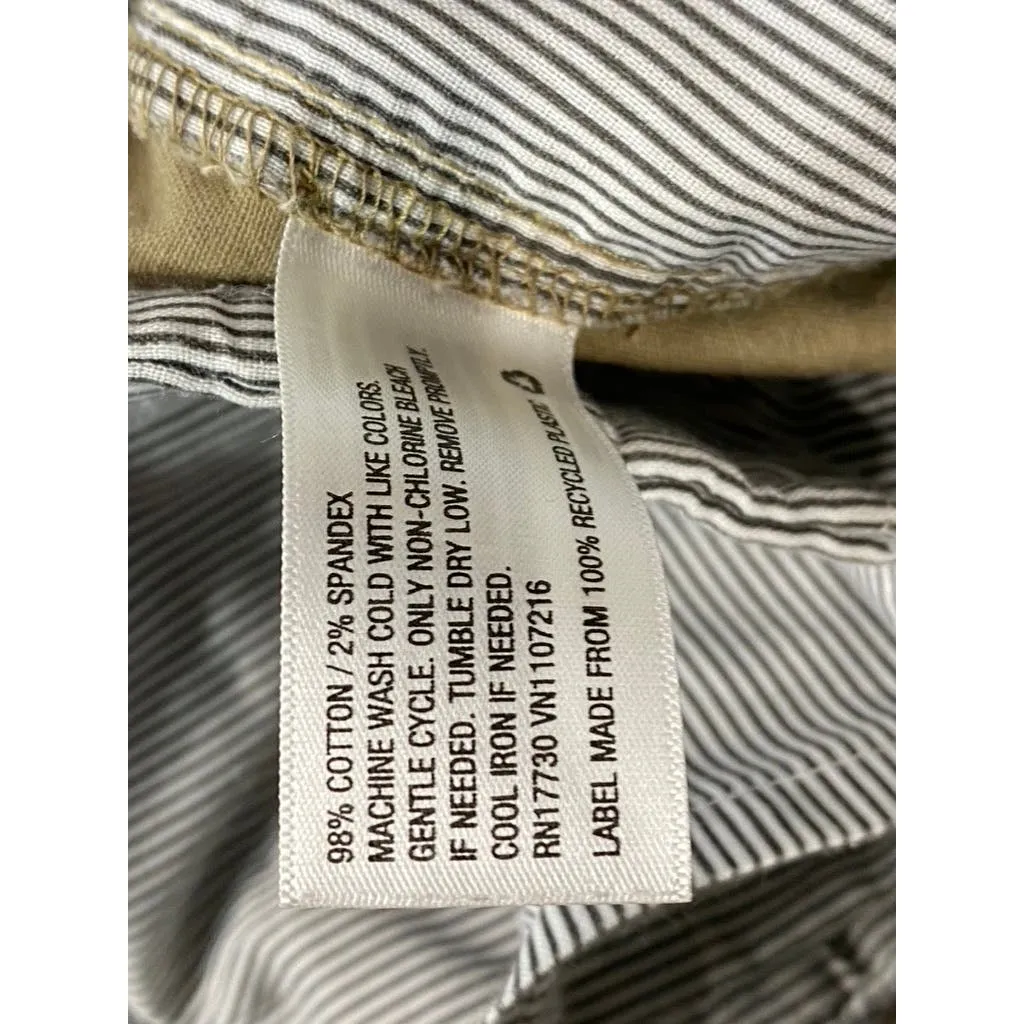 98% COTTON / 2% SPANDEX
MACHINE WASH COLD WITH LIKE COLORS.
GENTLE CYCLE. ONLY NON-CHLORINE BLEACH
IF NEEDED. TUMBLE DRY LOW. REMOVE PROMPTLY.
COOL IRON IF NEEDED.
RN17730 VN1107216
LABEL MADE FROM 100% RECYCLED PLASTIC